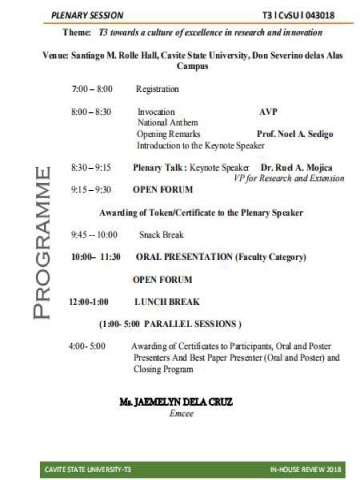 PLENARY SESSION T3 l CvSU l 043018
Theme: T3 towards a culture of excellence in research and innovation
Venue: Santiago M. Rolle Hall, Cavite State University, Don Severino delas Alas
Campus
PROGRAMME
7:00 – 8:00 Registration
8:00 – 8:30 Invocation AVP
National Anthem
Opening Remarks Prof. Noel A. Sedigo
Introduction to the Keynote Speaker
8:30 – 9:15 Plenary Talk : Keynote Speaker Dr. Ruel A. Mojica
VP for Research and Extension
9:15 – 9:30 OPEN FORUM
Awarding of Token/Certificate to the Plenary Speaker
9:45 -- 10:00 Snack Break
10:00– 11:30 ORAL PRESENTATION (Faculty Category)
OPEN FORUM
12:00-1:00 LUNCH BREAK
(1:00- 5:00 PARALLEL SESSIONS )
4:00- 5:00 Awarding of Certificates to Participants, Oral and Poster
Presenters And Best Paper Presenter (Oral and Poster) and
Closing Program
Ms. JAEMELYN DELA CRUZ
Emcee
CAVITE STATE UNIVERSITY-T3 IN-HOUSE REVIEW 2018